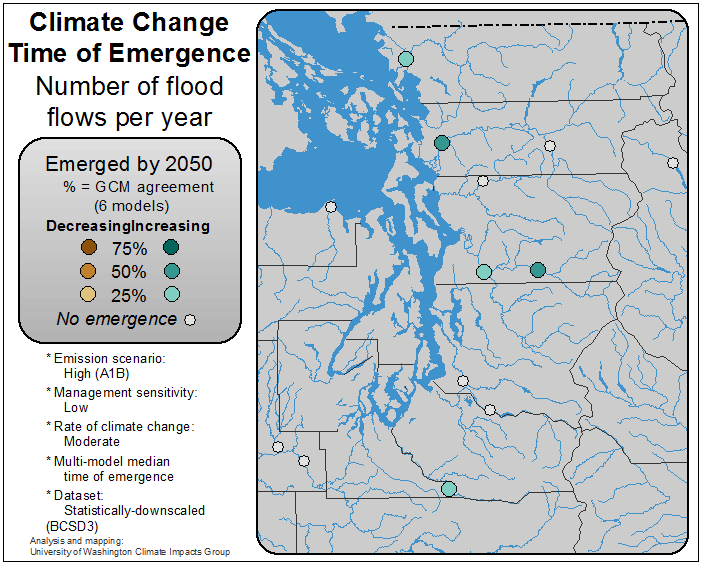 Climate Change
Time of Emergence
Number of flood
flows per year
Emerged by 2050
% = GCM agreement
(6 models)
DecreasingIncreasing
75%
50%
25%
No emergence
* Emission scenario:
High (A1B)
* Management sensitivity:
Low
* Rate of climate change:
Moderate
* Multi-model median
time of emergence
* Dataset:
Statistically-downscaled
(BCSD3)
Analysis and mapping:
University of Washington Climate Impacts Group